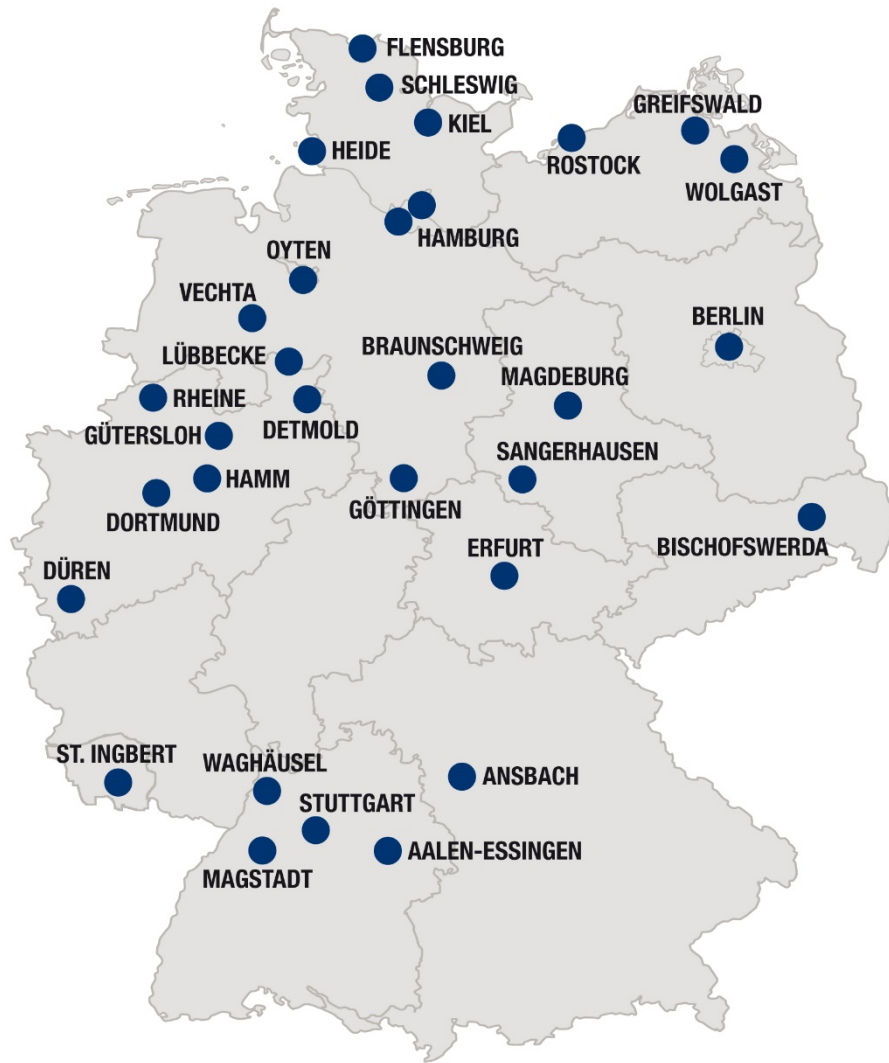 FLENSBURG
SCHLESWIG
GREIFSWALD
KIEL
HEIDE
ROSTOCK
WOLGAST
HAMBURG
OYTEN
VECHTA
BERLIN
BRAUNSCHWEIG
LÜBBECKE
MAGDEBURG
RHEINE
DETMOLD
GÜTERSLOH
SANGERHAUSEN
HAMM
DORTMUND
GÖTTINGEN
ERFURT
BISCHOFSWERDA
DÜREN
ST. INGBERT
WAGHÄUSEL
ANSBACH
STUTTGART
AALEN-ESSINGEN
MAGSTADT